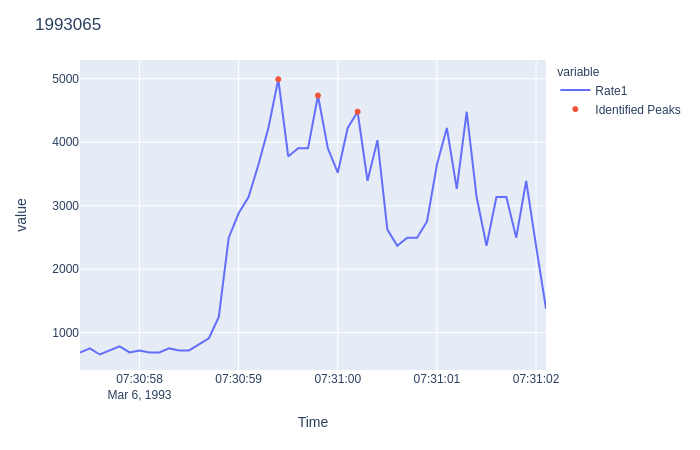 1993065
variable
Rate1
Identified Peaks
value
5000
4000
3000
2000
1000
07:30:58
07:30:59
07:31:00
07:31:01
07:31:02
Mar 6, 1993
Time